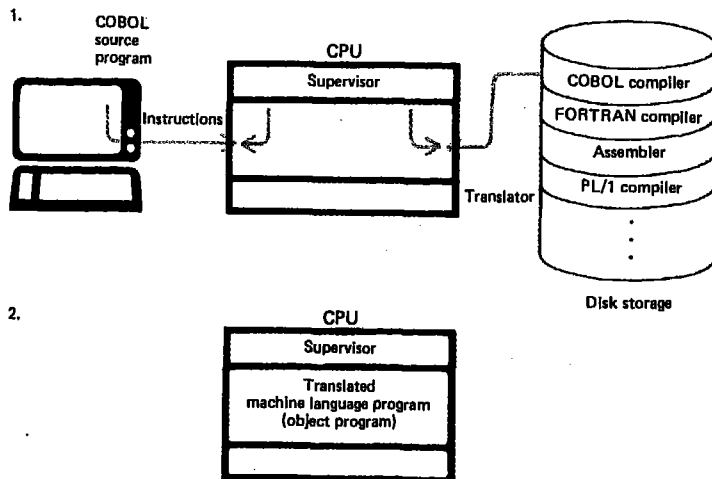 1.
COBOL
source
program
CPU
Supervisor
Instructions
Translator
COBOL compiler
FORTRAN compiler
Assembler
PL/1 compiler
Disk storage
2.
CPU
Supervisor
Translated
machine language program
(object program)